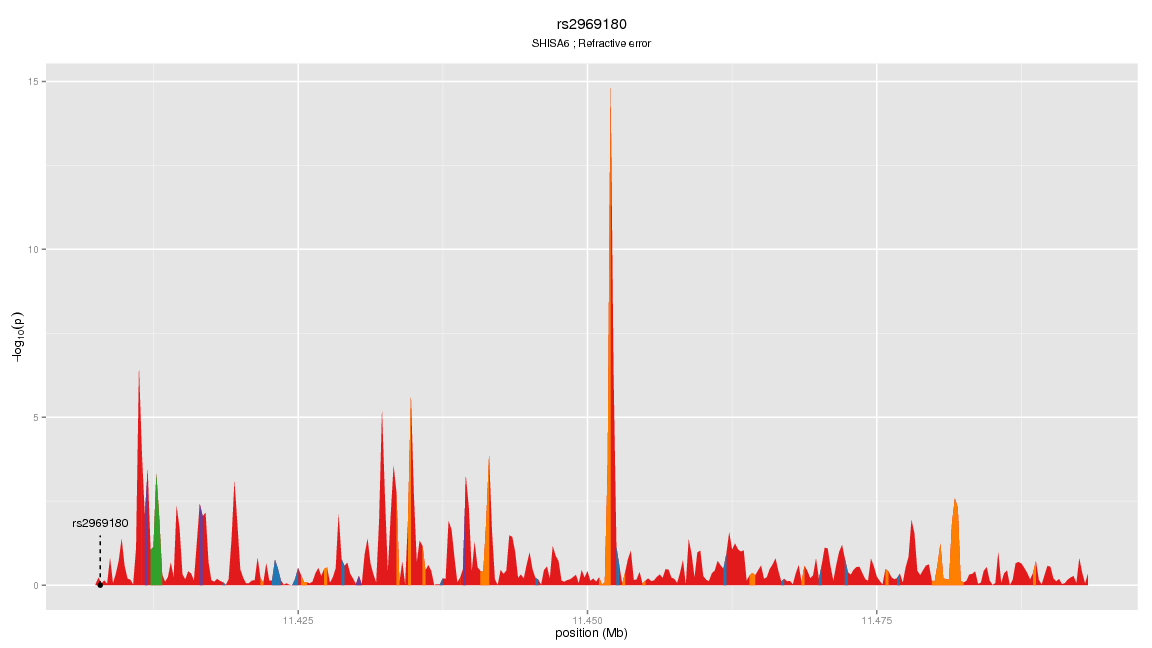 rs2969180
SHISA6 ; Refractive error
15
10
5
0
−log10(p)
rs2969180
11.425
11.450
11.475
position (Mb)